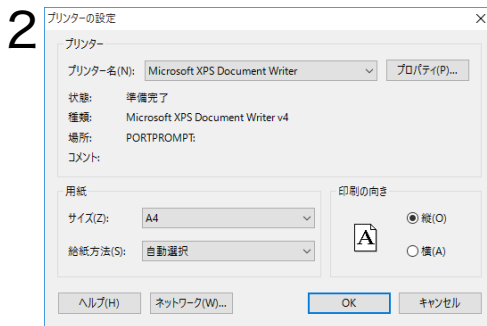 2
プリンターの設定
プリンター
プリンター名(N): Microsoft XPS Document Writer プロパティ(P)...
状態: 準備完了
種類: Microsoft XPS Document Writer v4
場所: PORTPROMPT:
コメント:
用紙
サイズ(Z): A4
給紙方法(S): 自動選択
印刷の向き
A
縦(O)
横(A)
ヘルプ(H) ネットワーク(W)... OK キャンセル